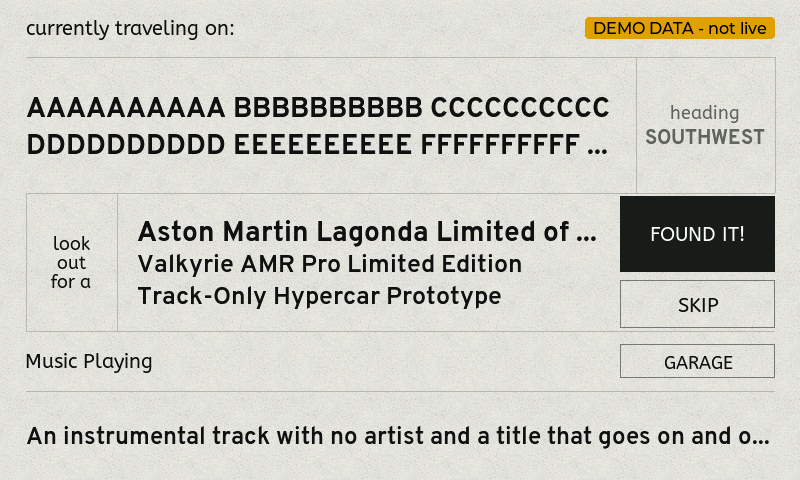 currently traveling on:
DEMO DATA - not live
AAAAAAAAAA BBBBBBBBBB CCCCCCCCCC
DDDDDDDDDD EEEEEEEEEE FFFFFFFFFF ...
heading
SOUTHWEST
look
out
for a
Aston Martin Lagonda Limited of ...
Valkyrie AMR Pro Limited Edition
Track-Only Hypercar Prototype
FOUND IT!
SKIP
Music Playing
GARAGE
An instrumental track with no artist and a title that goes on and o...